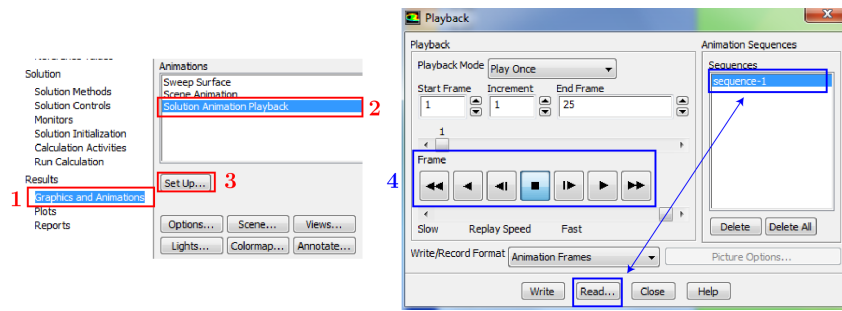 Solution
Solution Methods
Solution Controls
Monitors
Solution Initialization
Calculation Activities
Run Calculation
Results
1
Graphics and Animations
Plots
Reports
Animations
Sweep Surface
Scene Animation
Solution Animation Playback
2
Set Up...
3
Options...
Scene...
Views...
Lights...
Colormap...
Annotate...
Playback
Playback
Playback Mode
Play Once
Start Frame
Increment
End Frame
1
1
25
1
4
Frame
Slow
Replay Speed
Fast
Animation Sequences
Sequences
sequence-1
Delete
Delete All
Write/Record Format
Animation Frames
Picture Options...
Write
Read...
Close
Help